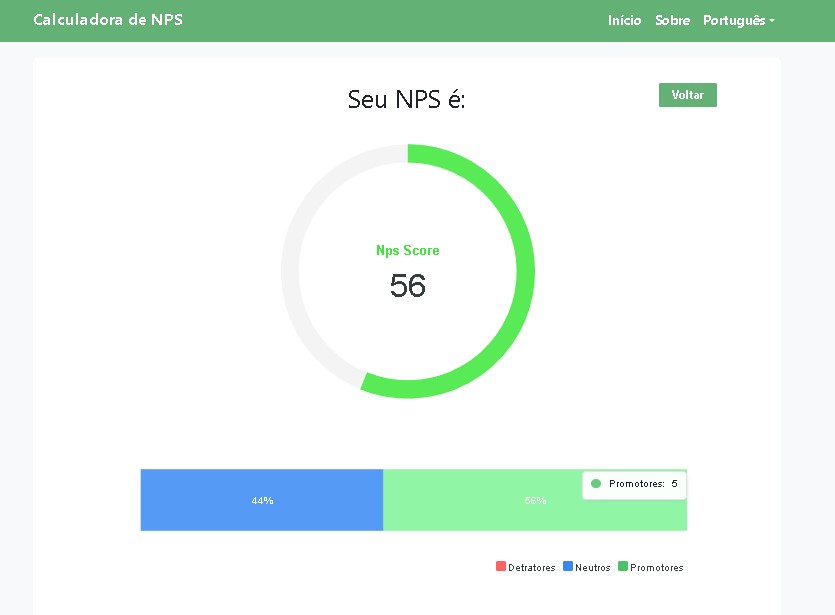 Calculadora de NPS
Início Sobre Português
Seu NPS é:
Voltar
Nps Score
56
44%
56%
Promotores: 5
Detratores Neutros Promotores